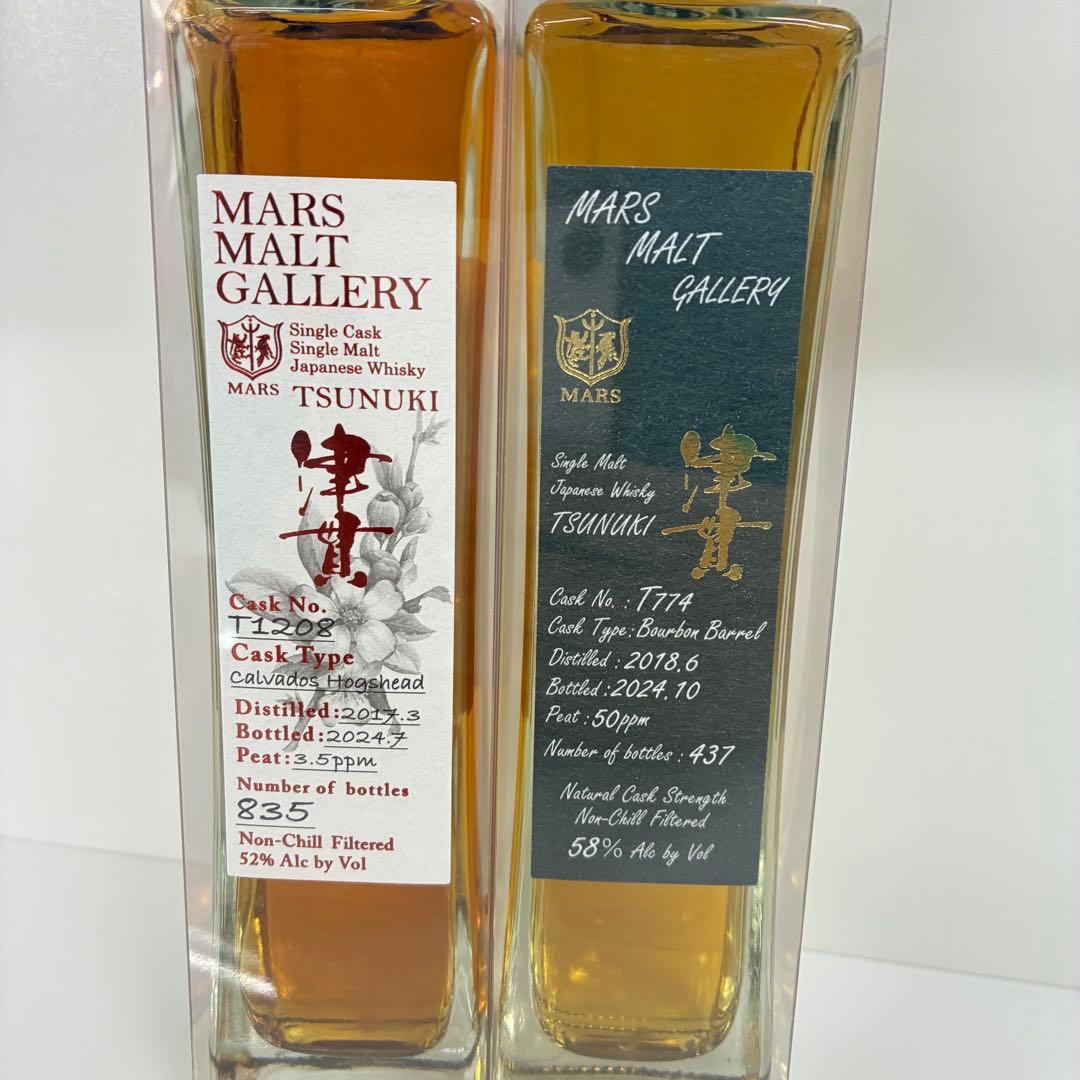 MARS
MALT
GALLERY
Single Cask
Single Malt
Japanese Whisky
MARS
TSUNUKI
津貫
Cask No.
T1208
Cask Type
Calvados Hogshead
Distilled:2017.3
Bottled:2024.7
Peat:3.5ppm
Number of bottles
835
Non-Chill Filtered
52% Alc by Vol
MARS
MALT
GALLERY
MARS
Single Malt
Japanese Whisky
TSUNUKI
津貫
Cask No. : T774
Cask Type : Bourbon Barrel
Distilled : 2018.6
Bottled : 2024.10
Peat : 50ppm
Number of bottles : 437
Natural Cask Strength
Non-Chill Filtered
58% Alc by Vol